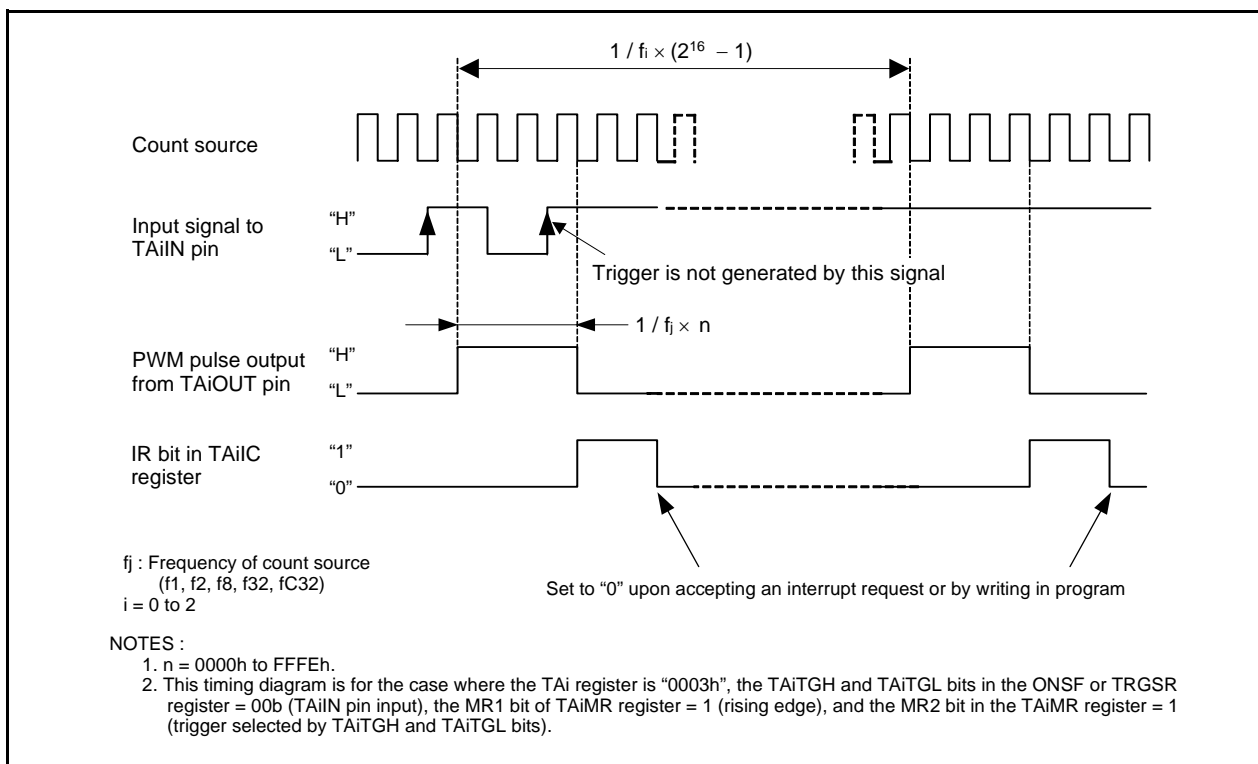 1 / fi × (2¹⁶ − 1)
Count source
Input signal to
TAiIN pin
“H”
“L”
Trigger is not generated by this signal
1 / fj × n
PWM pulse output
from TAiOUT pin
“H”
“L”
IR bit in TAiIC
register
“1”
“0”
fj : Frequency of count source
(f1, f2, f8, f32, fC32)
i = 0 to 2
Set to “0” upon accepting an interrupt request or by writing in program
NOTES :
1. n = 0000h to FFFEh.
2. This timing diagram is for the case where the TAi register is “0003h”, the TAiTGH and TAiTGL bits in the ONSF or TRGSR
register = 00b (TAiIN pin input), the MR1 bit of TAiMR register = 1 (rising edge), and the MR2 bit in the TAiMR register = 1
(trigger selected by TAiTGH and TAiTGL bits).